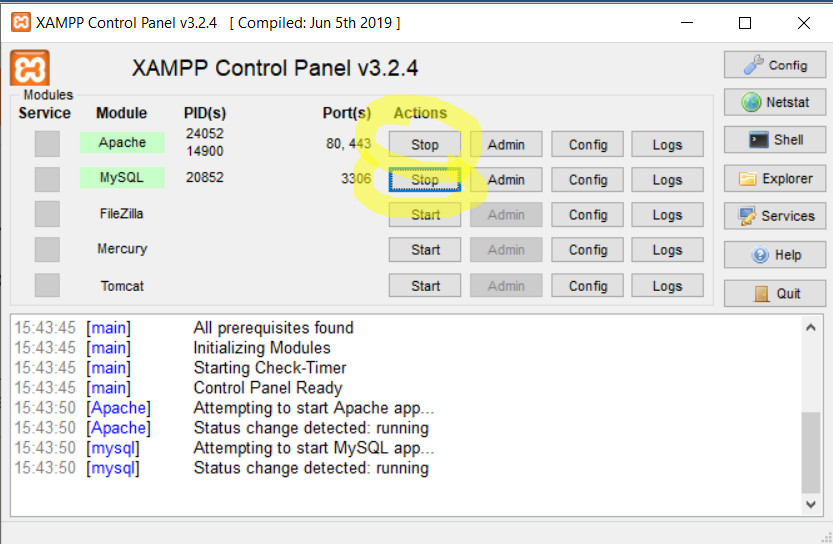 XAMPP Control Panel v3.2.4 [ Compiled: Jun 5th 2019 ]
XAMPP Control Panel v3.2.4
Config
Modules
Service Module PID(s) Port(s) Actions
Netstat
Apache 24052 14900 80, 443 Stop Admin Config Logs
Shell
MySQL 20852 3306 Stop Admin Config Logs
Explorer
FileZilla Start Admin Config Logs
Services
Mercury Start Admin Config Logs
Help
Tomcat Start Admin Config Logs
Quit
15:43:45 [main] All prerequisites found
15:43:45 [main] Initializing Modules
15:43:45 [main] Starting Check-Timer
15:43:45 [main] Control Panel Ready
15:43:50 [Apache] Attempting to start Apache app...
15:43:50 [Apache] Status change detected: running
15:43:50 [mysql] Attempting to start MySQL app...
15:43:50 [mysql] Status change detected: running